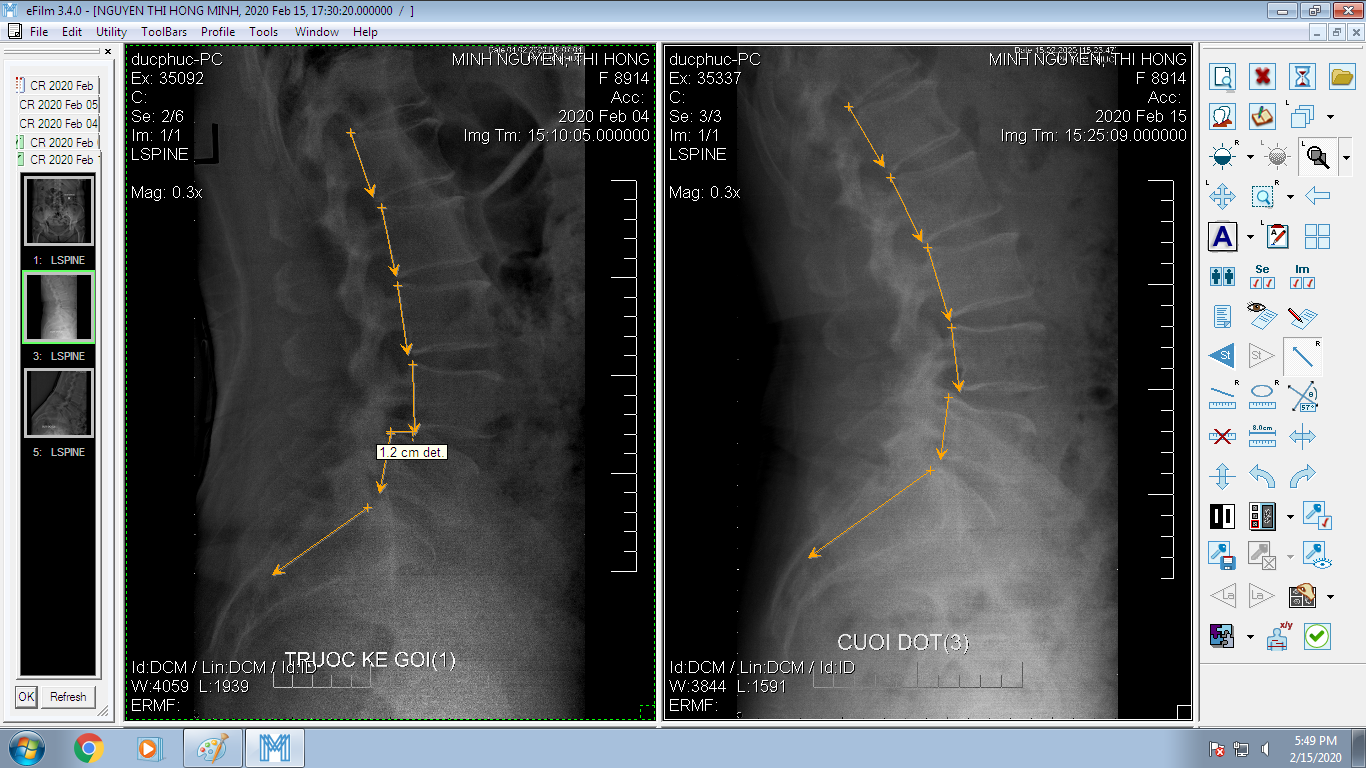 eFilm 3.4.0 - [NGUYEN THI HONG MINH, 2020 Feb 15, 17:30:20.000000 / ]
File Edit Utility ToolBars Profile Tools Window Help
CR 2020 Feb
CR 2020 Feb 05
CR 2020 Feb 04
CR 2020 Feb
CR 2020 Feb
1: LSPINE
3: LSPINE
5: LSPINE
OK Refresh
ducphuc-PC
Ex: 35092
C:
Se: 2/6
Im: 1/1
LSPINE
Mag: 0.3x
MINH NGUYEN, THI HONG
F 8914
Acc:
2020 Feb 04
Img Tm: 15:10:05.000000
1.2 cm det.
TRUOC KE GOI(1)
Id:DCM / Lin:DCM / Id:ID
W:4059 L:1939
ERMF:
ducphuc-PC
Ex: 35337
C:
Se: 3/3
Im: 1/1
LSPINE
Mag: 0.3x
MINH NGUYEN, THI HONG
F 8914
Acc:
2020 Feb 15
Img Tm: 15:25:09.000000
CUOI DOT(3)
Id:DCM / Lin:DCM / Id:ID
W:3844 L:1591
ERMF:
L R L
L R
A L A
Se Im
St St R
R R 57°
8.0cm
La La
x/y
5:49 PM
2/15/2020